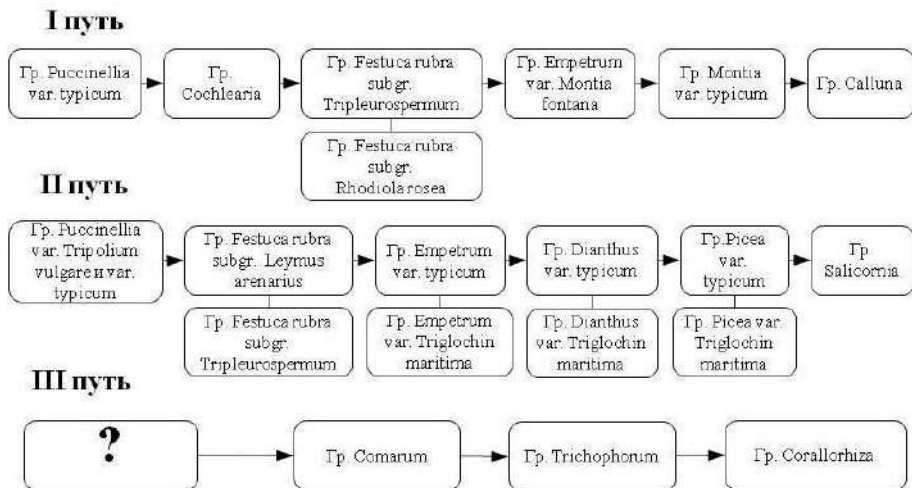 I путь
Гр. Puccinellia
var. typicum
Гр.
Cochlearia
Гр. Festuca rubra
subgr.
Tripleurospermum
Гр. Empetrum
var. Montia
fontana
Гр. Montia
var. typicum
Гр. Calluna
Гр. Festuca rubra
subgr.
Rhodiola rosea
II путь
Гр. Puccinellia
var. Tripolium
vulgare и var.
typicum
Гр. Festuca rubra
subgr. Leymus
arenarius
Гр. Empetrum
var. typicum
Гр. Dianthus
var. typicum
Гр.Picea
var.
typicum
Гр
Salicornia
Гр. Festuca rubra
subgr.
Tripleurospermum
Гр. Empetrum
var. Triglochin
maritima
Гр. Dianthus
var. Triglochin
maritima
Гр. Picea var.
Triglochin
maritima
III путь
?
Гр. Comarum
Гр. Trichophorum
Гр. Corallorhiza